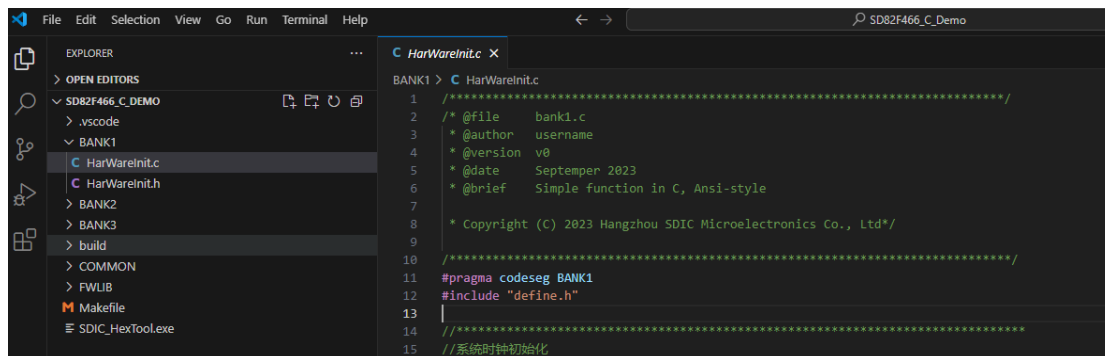 File Edit Selection View Go Run Terminal Help
SD82F466_C_Demo
EXPLORER
OPEN EDITORS
SD82F466_C_DEMO
.vscode
BANK1
C HarWareInit.c
C HarWareInit.h
BANK2
BANK3
build
COMMON
FWLIB
M Makefile
SDIC_HexTool.exe
C HarWareInit.c
BANK1 > C HarWareInit.c
1 /*****************************************************************************/
2 /* @file bank1.c
3 * @author username
4 * @version v0
5 * @date Septemper 2023
6 * @brief Simple function in C, Ansi-style
7
8 * Copyright (C) 2023 Hangzhou SDIC Microelectronics Co., Ltd*/
9
10 /******************************************************************************/
11 #pragma codeseg BANK1
12 #include "define.h"
13
14 //*******************************************************************************
15 //系统时钟初始化